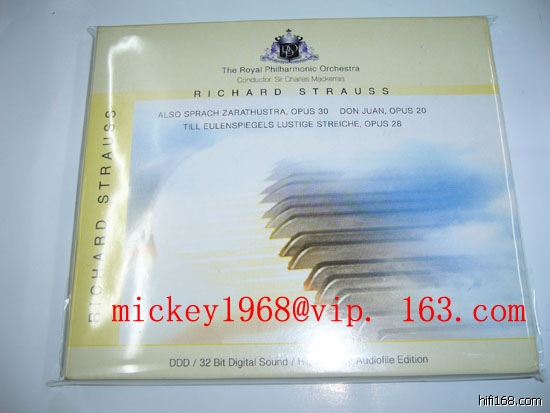 RPO
The Royal Philharmonic Orchestra
Conductor: Sir Charles Mackerras
RICHARD STRAUSS
ALSO SPRACH ZARATHUSTRA, OPUS 30 DON JUAN, OPUS 20
TILL EULENSPIEGELS LUSTIGE STREICHE, OPUS 28
RICHARD STRAUSS
mickey1968@vip. 163.com
DDD / 32 Bit Digital Sound / Audiofile Edition
hifi168.com